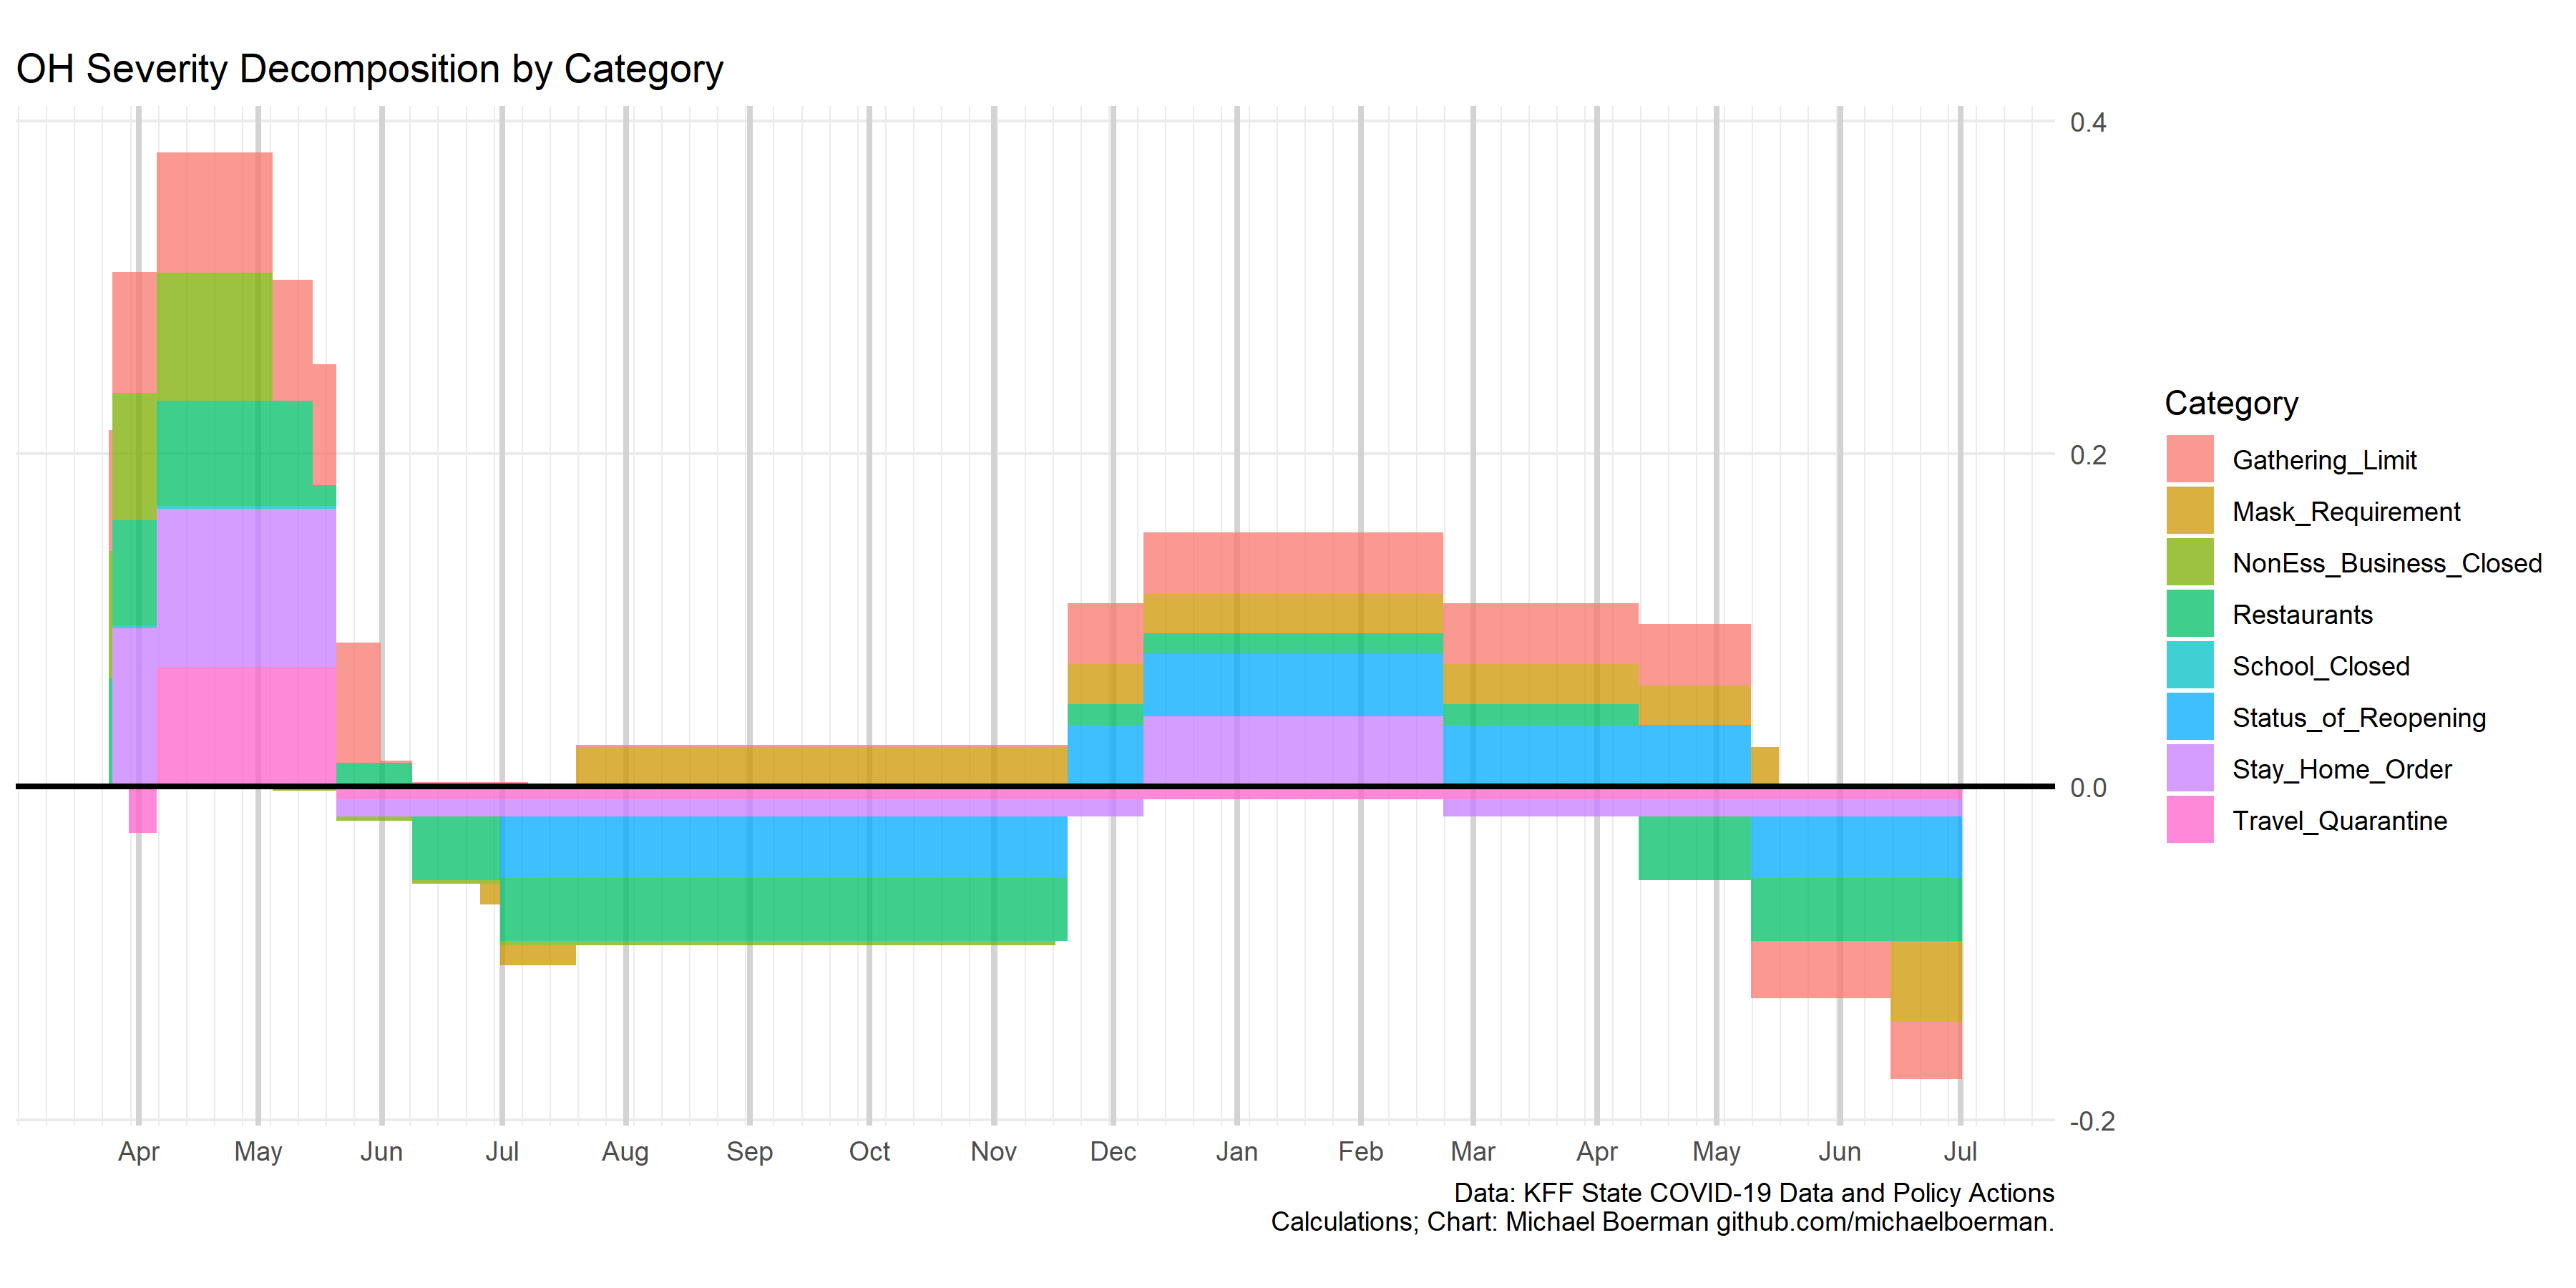 OH Severity Decomposition by Category
0.4
0.2
0.0
-0.2
Apr May Jun Jul Aug Sep Oct Nov Dec Jan Feb Mar Apr May Jun Jul
Data: KFF State COVID-19 Data and Policy Actions
Calculations; Chart: Michael Boerman github.com/michaelboerman.
Category
Gathering_Limit
Mask_Requirement
NonEss_Business_Closed
Restaurants
School_Closed
Status_of_Reopening
Stay_Home_Order
Travel_Quarantine